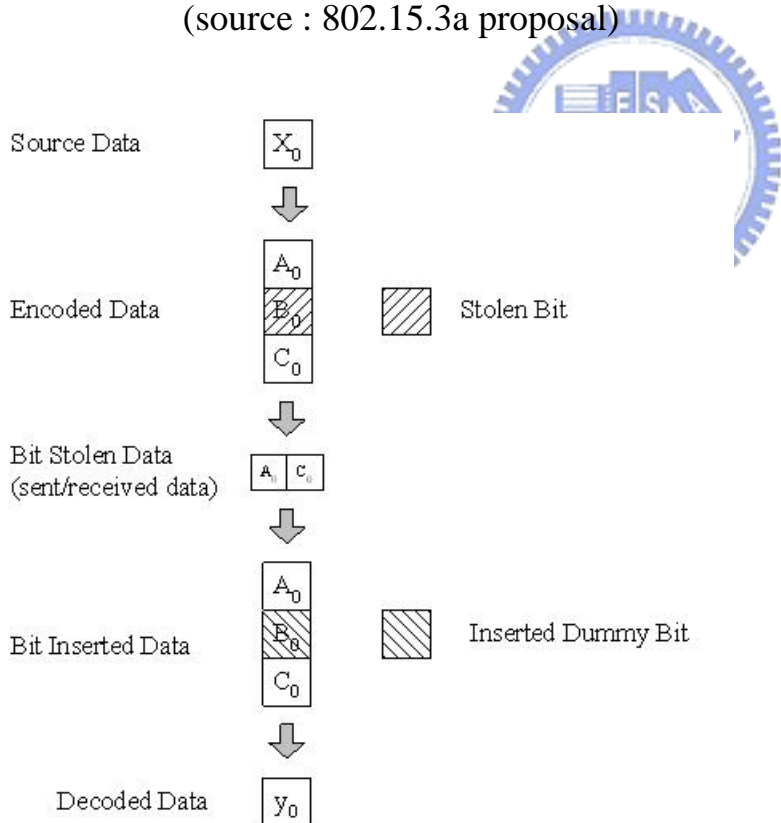 (source : 802.15.3a proposal)
E S A
Source Data X₀
A₀
Encoded Data B₀ Stolen Bit
C₀
Bit Stolen Data
(sent/received data) A₀ C₀
A₀
Bit Inserted Data B₀ Inserted Dummy Bit
C₀
Decoded Data y₀